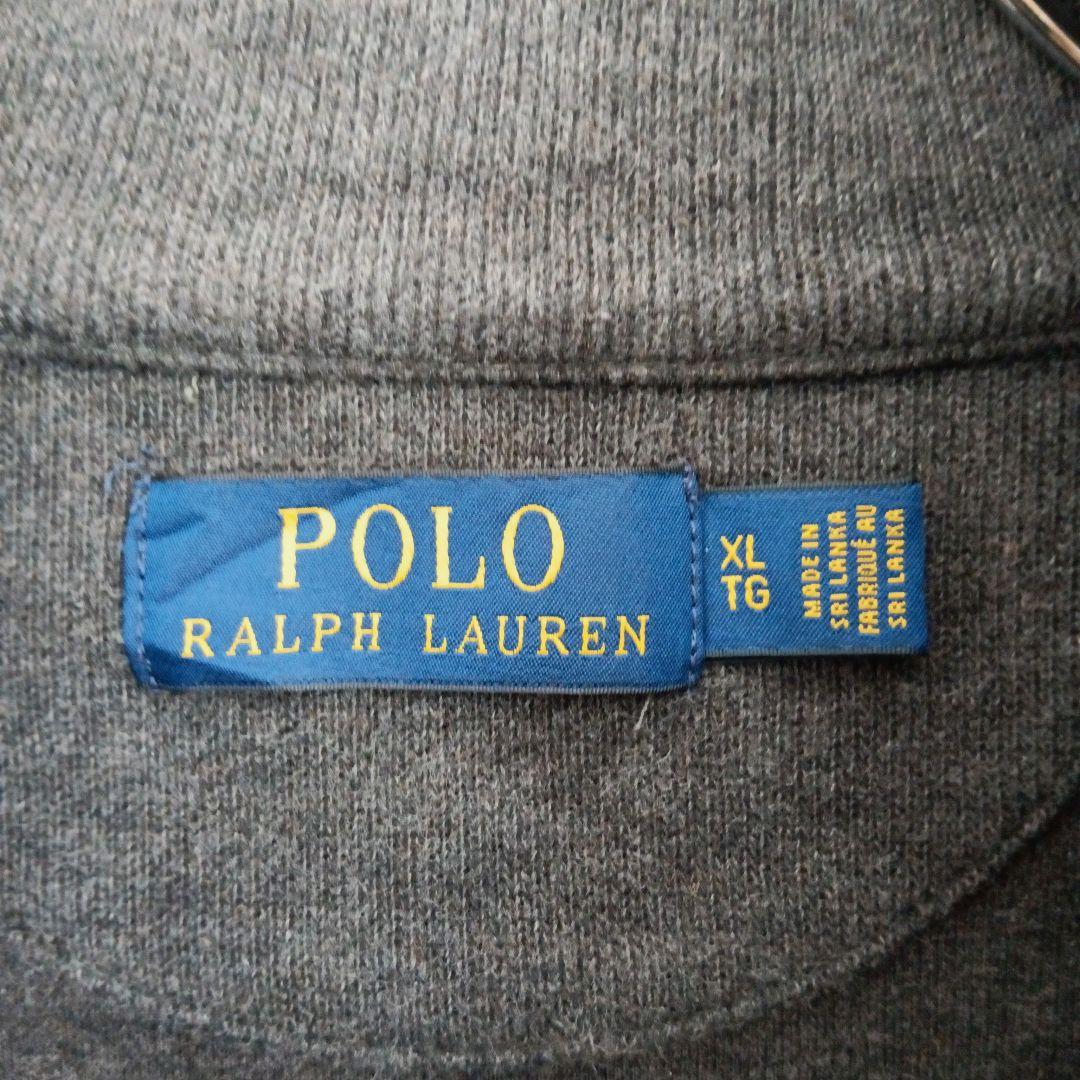 POLO
RALPH LAUREN
XL
TG
MADE IN
SRI LANKA
FABRIQUÉ AU
SRI LANKA